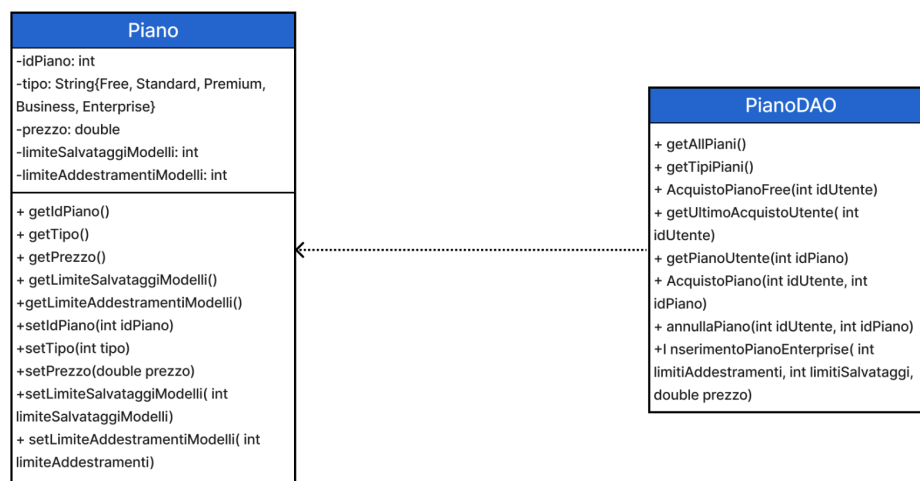 Piano
-idPiano: int
-tipo: String{Free, Standard, Premium,
Business, Enterprise}
-prezzo: double
-limiteSalvataggiModelli: int
-limiteAddestramentiModelli: int
+ getIdPiano()
+ getTipo()
+ getPrezzo()
+ getLimiteSalvataggiModelli()
+getLimiteAddestramentiModelli()
+setIdPiano(int idPiano)
+setTipo(int tipo)
+setPrezzo(double prezzo)
+setLimiteSalvataggiModelli( int
limiteSalvataggiModelli)
+ setLimiteAddestramentiModelli( int
limiteAddestramenti)
PianoDAO
+ getAllPiani()
+ getTipiPiani()
+ AcquistoPianoFree(int idUtente)
+ getUltimoAcquistoUtente( int
idUtente)
+ getPianoUtente(int idPiano)
+ AcquistoPiano(int idUtente, int
idPiano)
+ annullaPiano(int idUtente, int idPiano)
+I nserimentoPianoEnterprise( int
limitiAddestramenti, int limitiSalvataggi,
double prezzo)